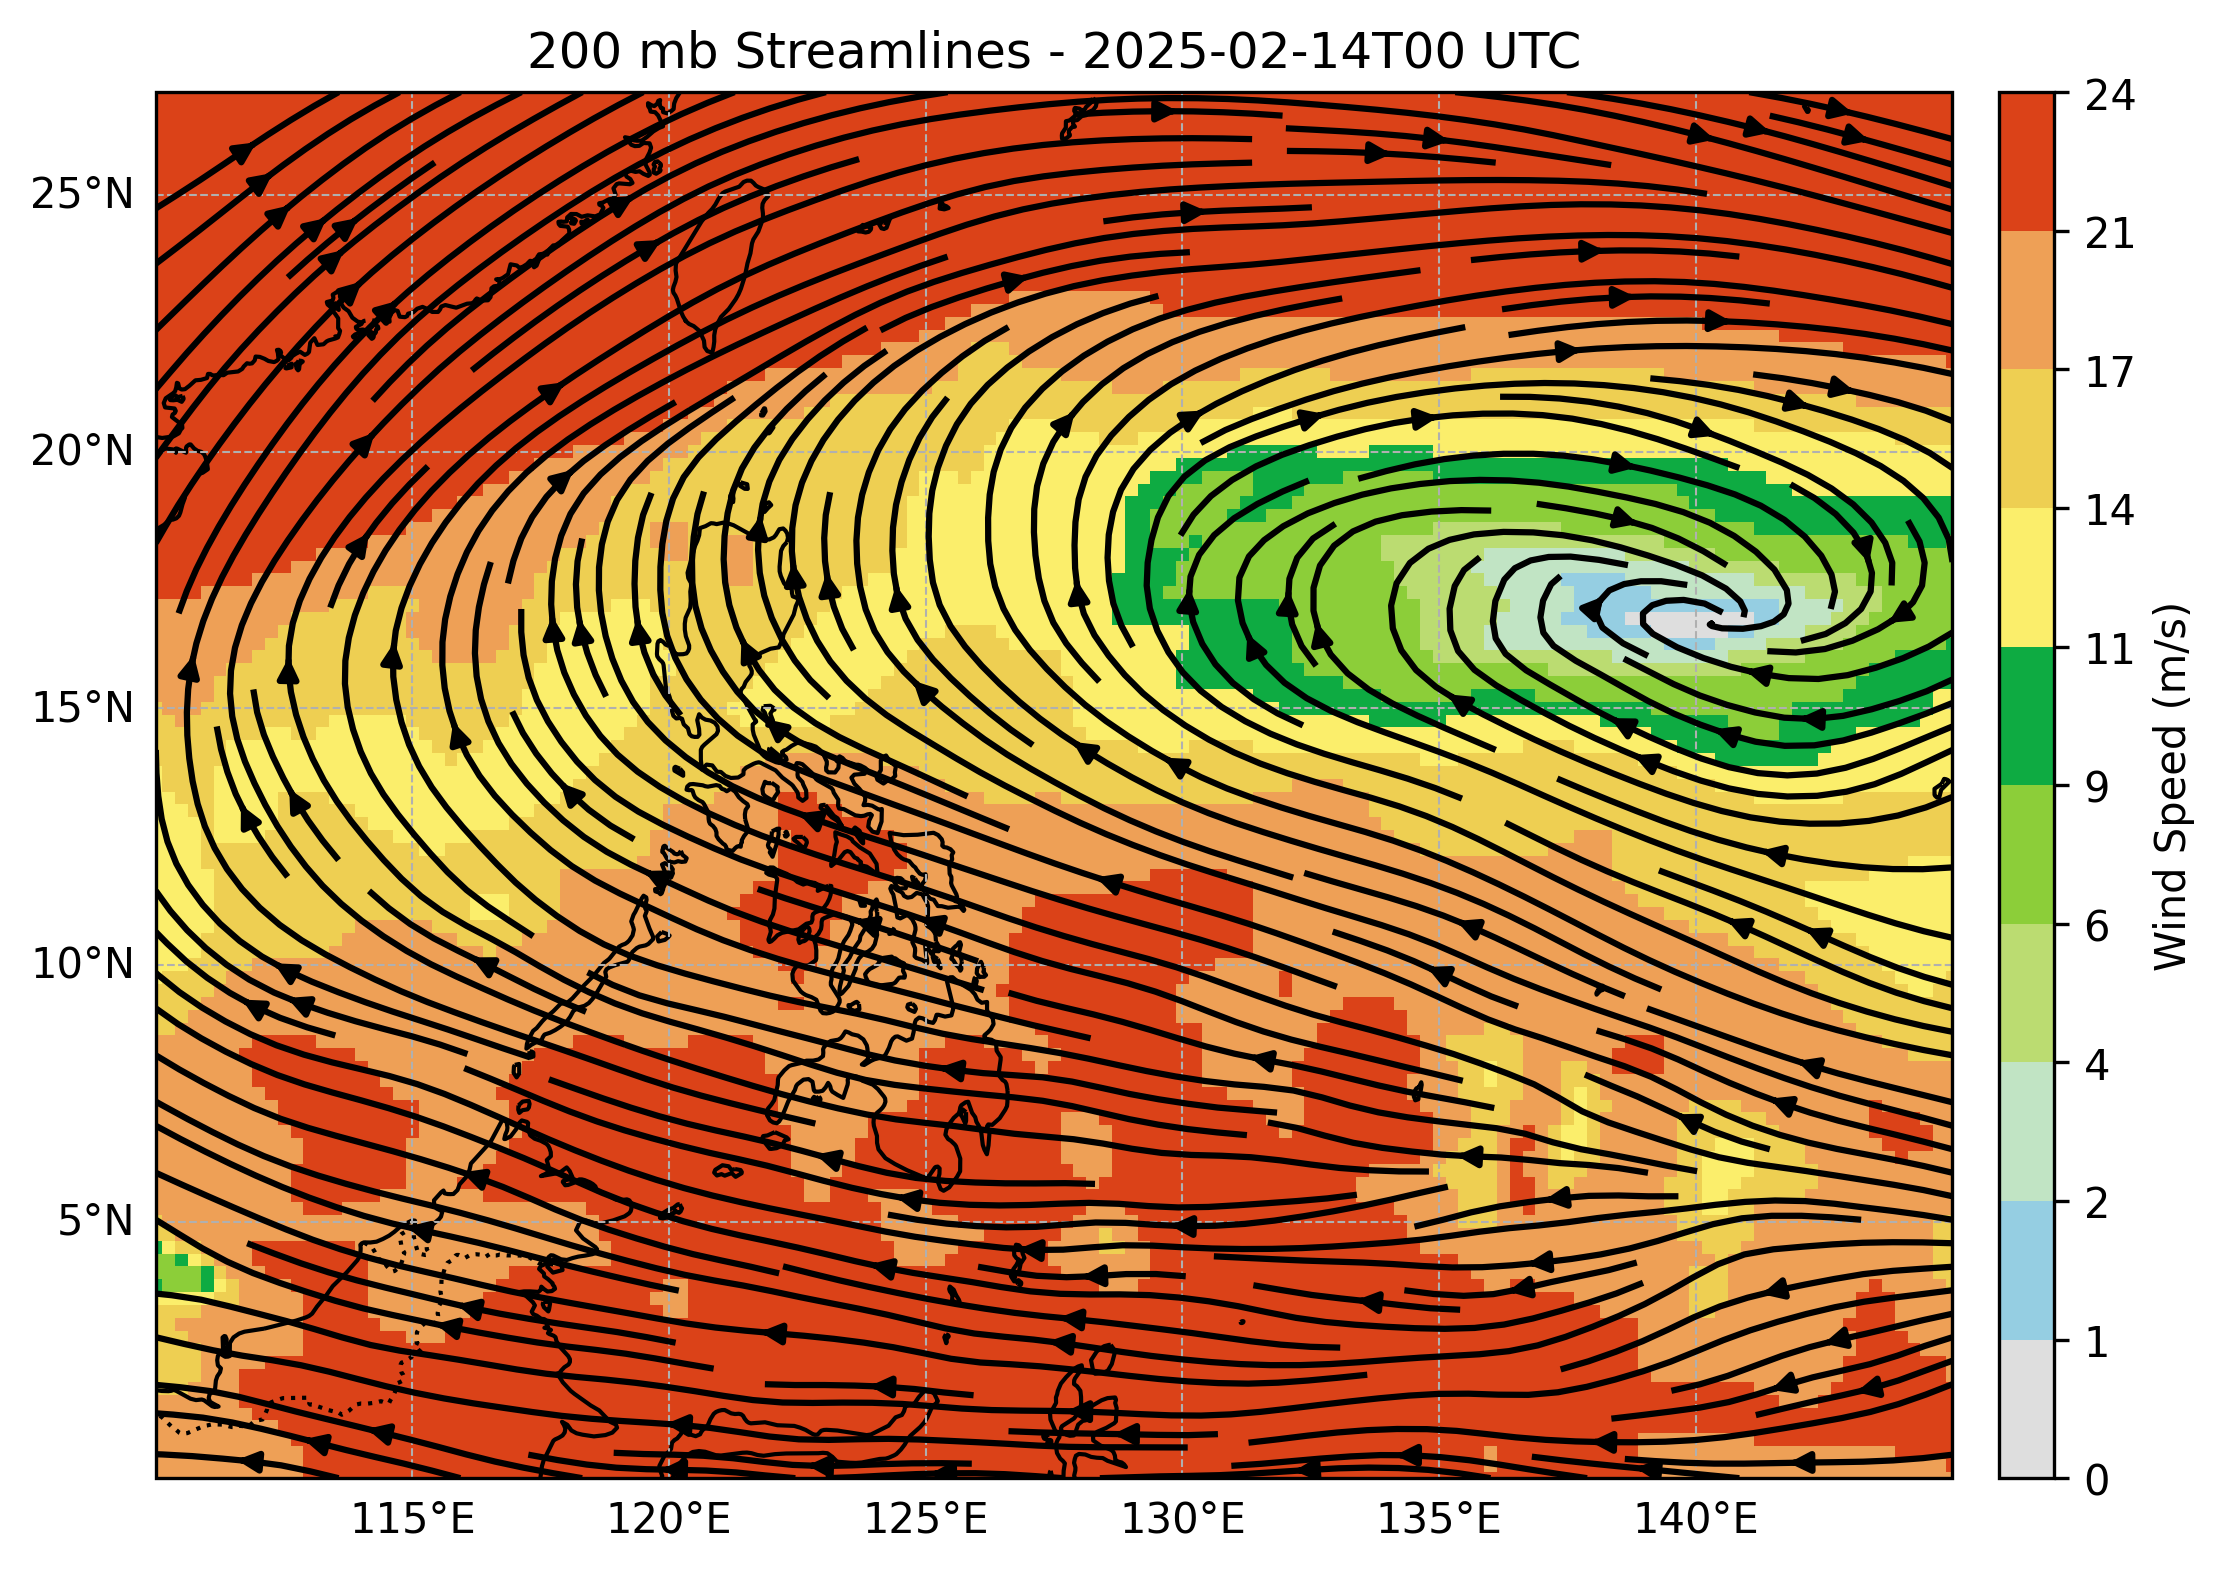 200 mb Streamlines - 2025-02-14T00 UTC
25°N
20°N
15°N
10°N
5°N
115°E
120°E
125°E
130°E
135°E
140°E
24
21
17
14
11
9
6
4
2
1
0
Wind Speed (m/s)